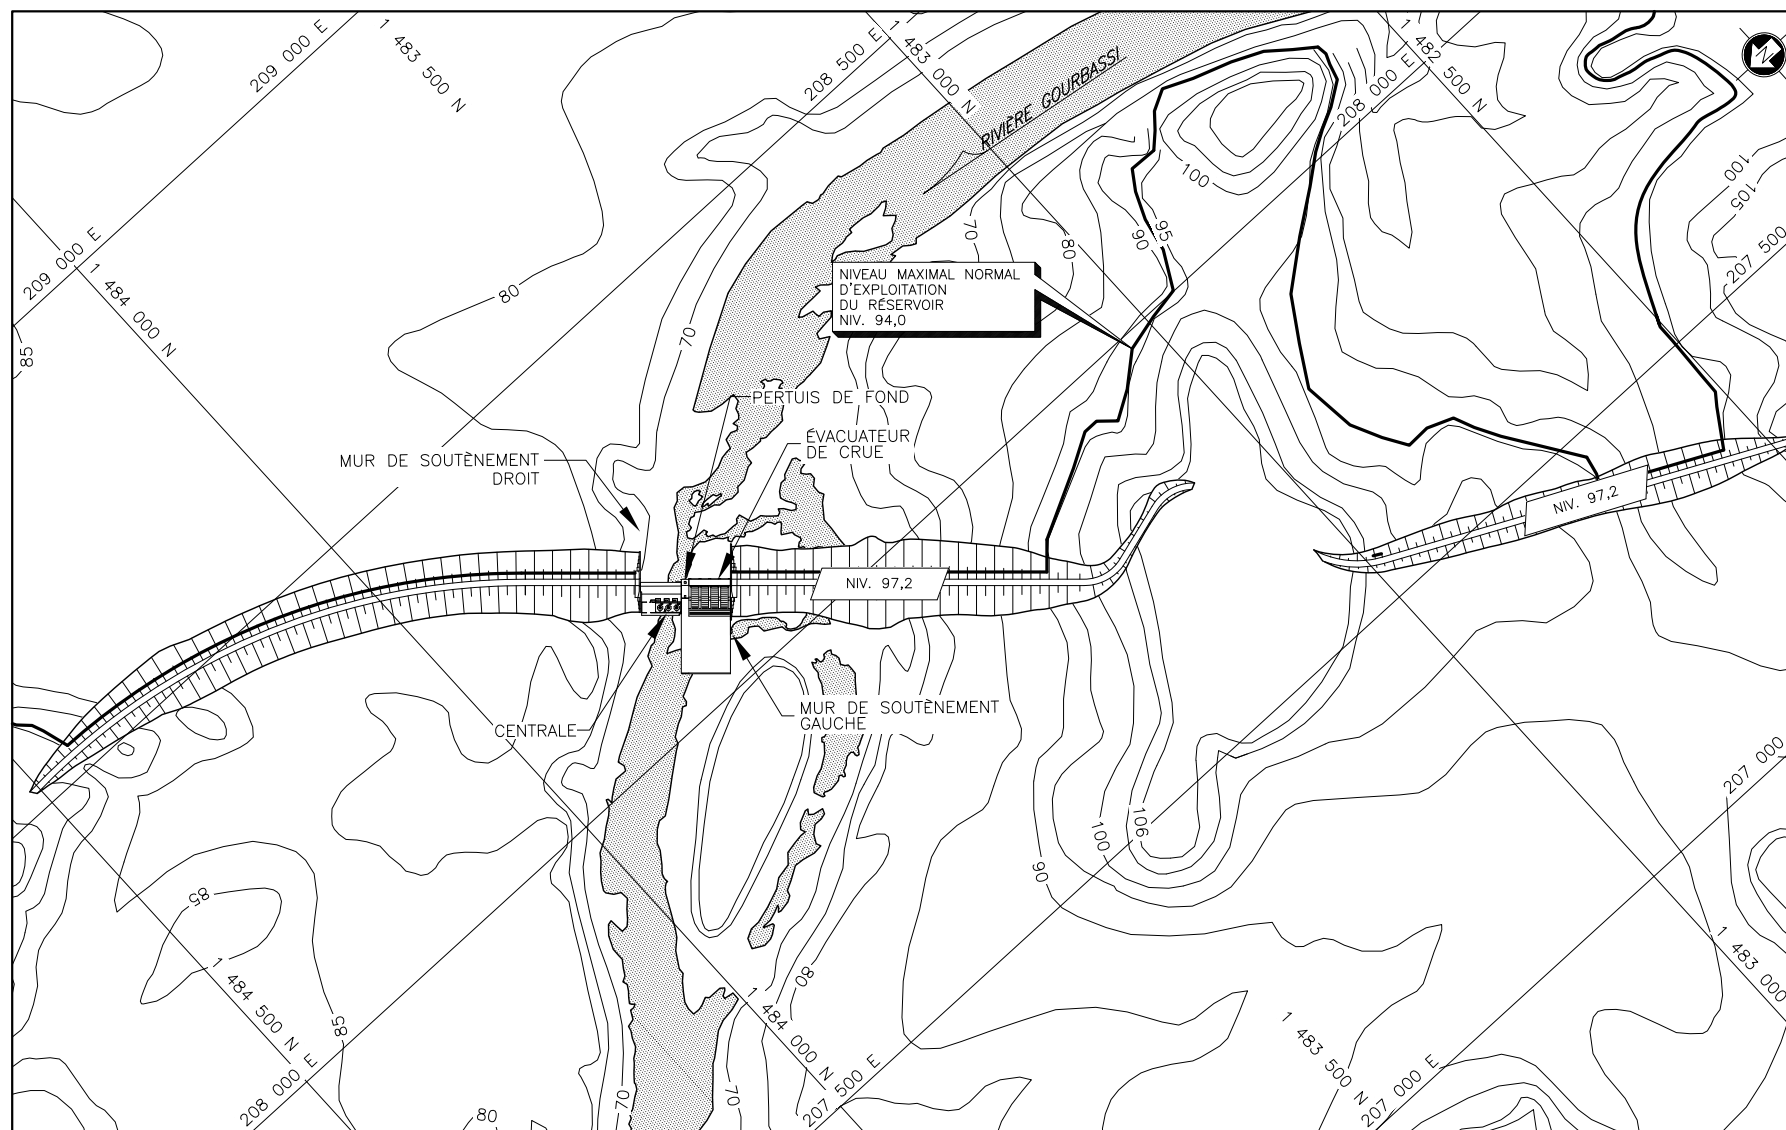 209 000 E
1 483 500 N
208 500 E
1 483 000 N
1 482 500 N
208 000 E
N
RIVIÈRE GOURBASSI
100
100
105
207 500
209 000 E
1 484 000 N
80
70
70
80
90
95
85
NIVEAU MAXIMAL NORMAL
D'EXPLOITATION
DU RÉSERVOIR
NIV. 94,0
PERTUIS DE FOND
ÉVACUATEUR
DE CRUE
MUR DE SOUTÈNEMENT
DROIT
NIV. 97,2
NIV. 97,2
CENTRALE
MUR DE SOUTÈNEMENT
GAUCHE
207 000
106
100
90
85
80
1 484 500 N
85
1 484 000 N
1 483 000
1 483 500 N
208 000 E
80
70
70
207 500 E
207 000 E